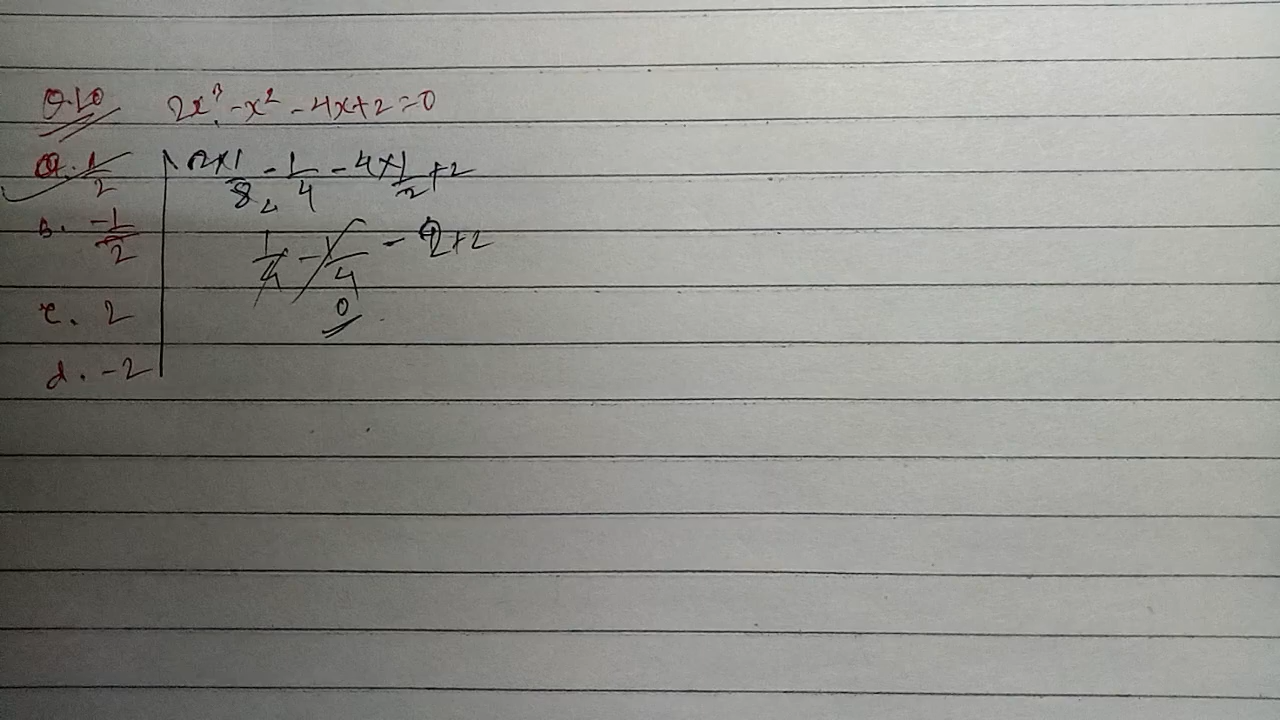 Q.10 2x³ - x² - 4x + 2 = 0
a. 1/2
2×1/8 - 1/4 - 4×1/2 + 2
B. -1/2
1/4 - 1/4 - 2 + 2
0
c. 2
d. -2